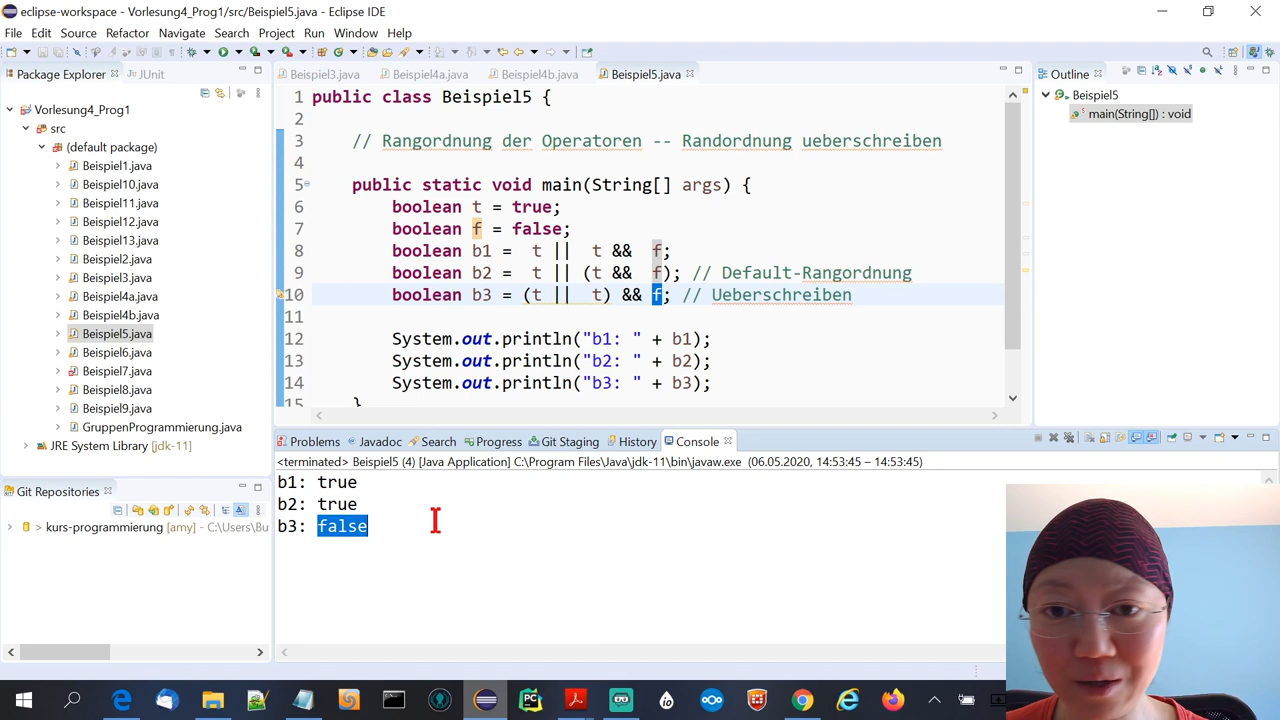 eclipse-workspace - Vorlesung4_Prog1/src/Beispiel5.java - Eclipse IDE
File Edit Source Refactor Navigate Search Project Run Window Help
Package Explorer JUnit
Vorlesung4_Prog1
src
(default package)
Beispiel1.java
Beispiel10.java
Beispiel11.java
Beispiel12.java
Beispiel13.java
Beispiel2.java
Beispiel3.java
Beispiel4a.java
Beispiel4b.java
Beispiel5.java
Beispiel6.java
Beispiel7.java
Beispiel8.java
Beispiel9.java
GruppenProgrammierung.java
JRE System Library [jdk-11]
Git Repositories
> kurs-programmierung [amy] - C:\Users\Bu
Beispiel3.java Beispiel4a.java Beispiel4b.java Beispiel5.java
1 public class Beispiel5 {
2
3 // Rangordnung der Operatoren -- Randordnung ueberschreiben
4
5 public static void main(String[] args) {
6 boolean t = true;
7 boolean f = false;
8 boolean b1 = t || t && f;
9 boolean b2 = t || (t && f); // Default-Rangordnung
10 boolean b3 = (t || t) && f; // Ueberschreiben
11
12 System.out.println("b1: " + b1);
13 System.out.println("b2: " + b2);
14 System.out.println("b3: " + b3);
15 }
Outline
Beispiel5
main(String[]) : void
Problems Javadoc Search Progress Git Staging History Console
<terminated> Beispiel5 (4) [Java Application] C:\Program Files\Java\jdk-11\bin\javaw.exe (06.05.2020, 14:53:45 – 14:53:45)
b1: true
b2: true
b3: false